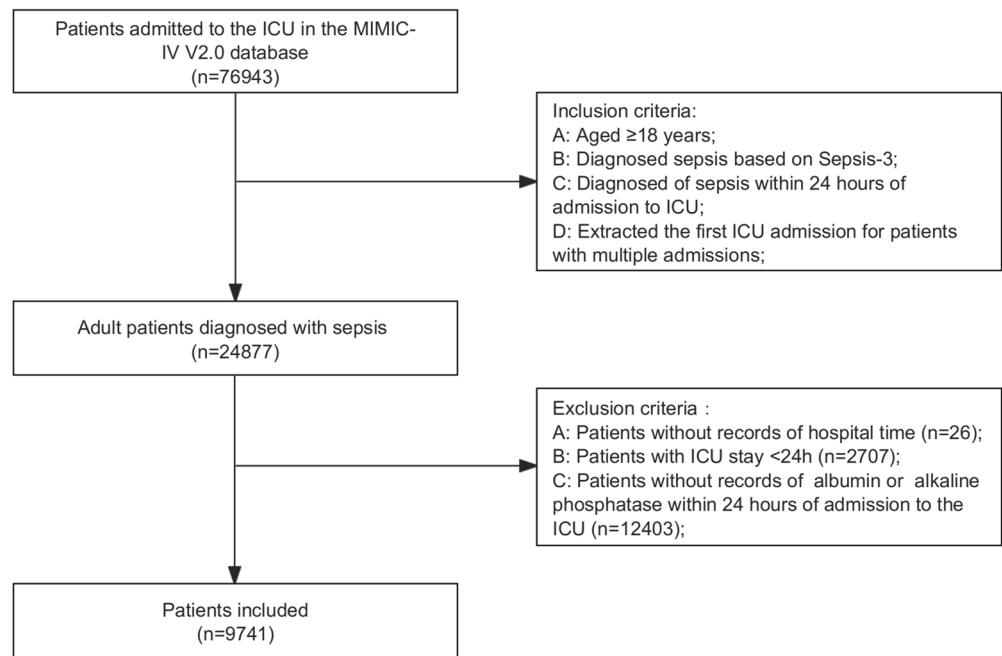 Patients admitted to the ICU in the MIMIC-
IV V2.0 database
(n=76943)
Inclusion criteria:
A: Aged ≥18 years;
B: Diagnosed sepsis based on Sepsis-3;
C: Diagnosed of sepsis within 24 hours of
admission to ICU;
D: Extracted the first ICU admission for patients
with multiple admissions;
Adult patients diagnosed with sepsis
(n=24877)
Exclusion criteria :
A: Patients without records of hospital time (n=26);
B: Patients with ICU stay <24h (n=2707);
C: Patients without records of albumin or alkaline
phosphatase within 24 hours of admission to the
ICU (n=12403);
Patients included
(n=9741)